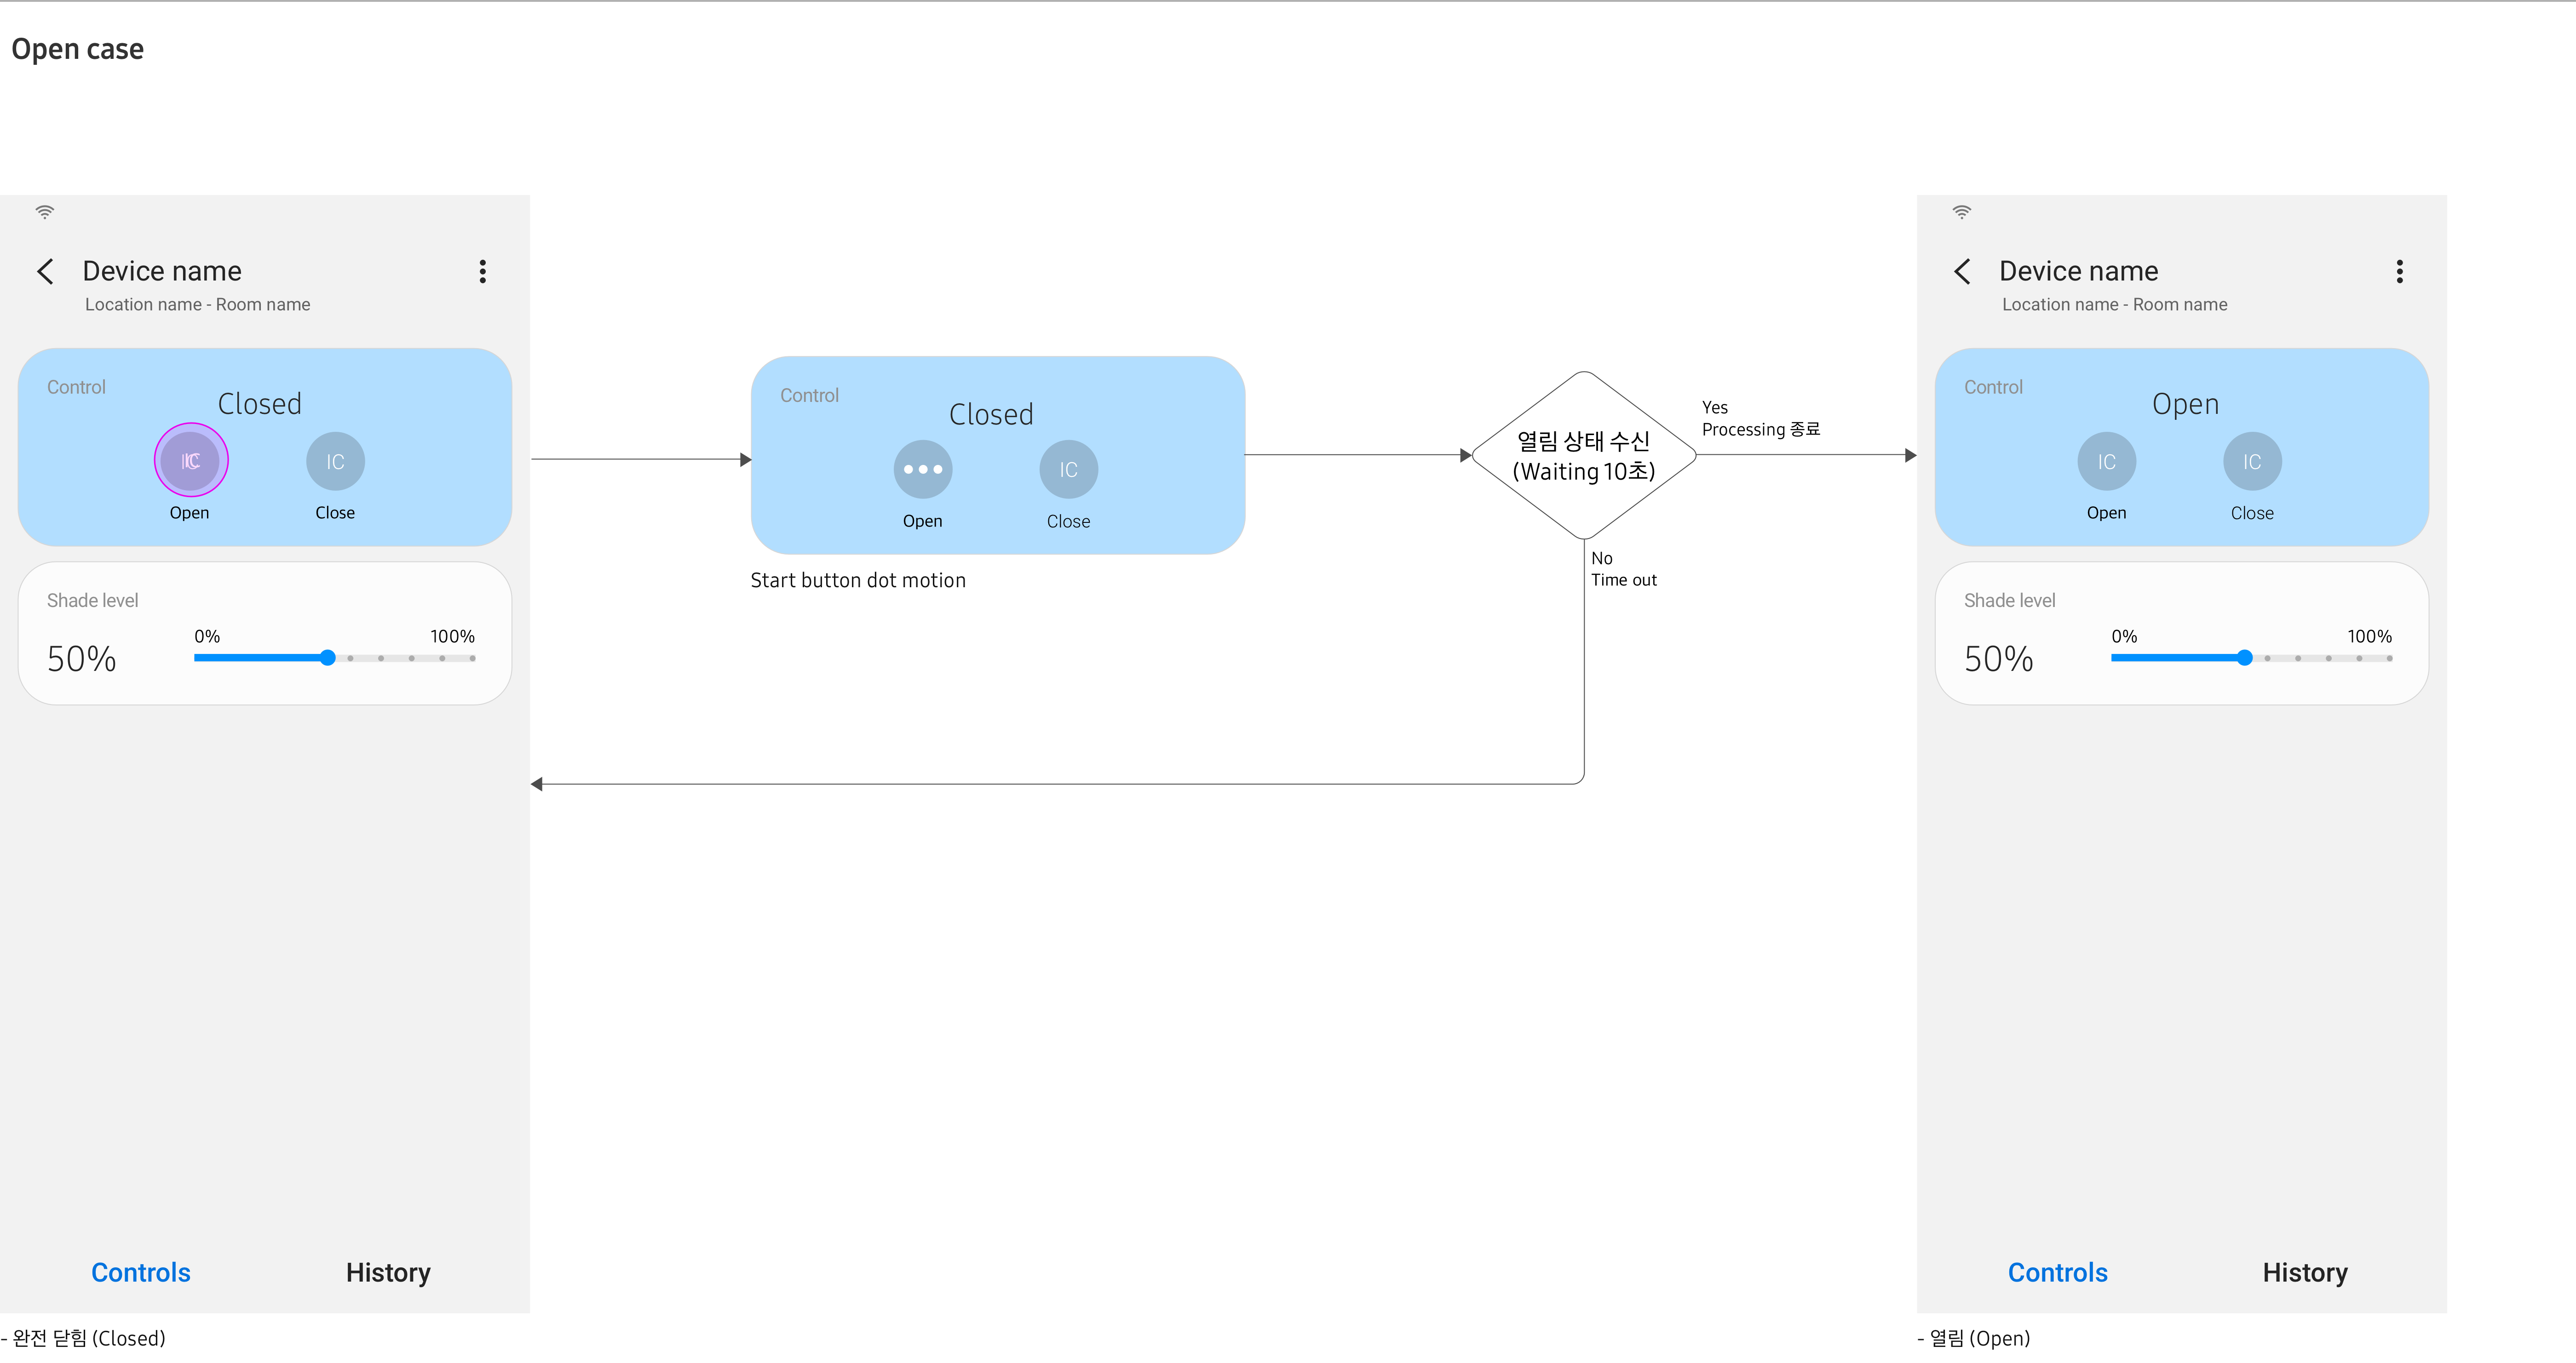 Open case
Device name
Location name - Room name
Control
Closed
IC
IC
Open
Close
Shade level
0%
100%
50%
Controls
History
- 완전 닫힘 (Closed)
Control
Closed
IC
Open
Close
Start button dot motion
열림 상태 수신
(Waiting 10초)
Yes
Processing 종료
No
Time out
Device name
Location name - Room name
Control
Open
IC
IC
Open
Close
Shade level
0%
100%
50%
Controls
History
- 열림 (Open)